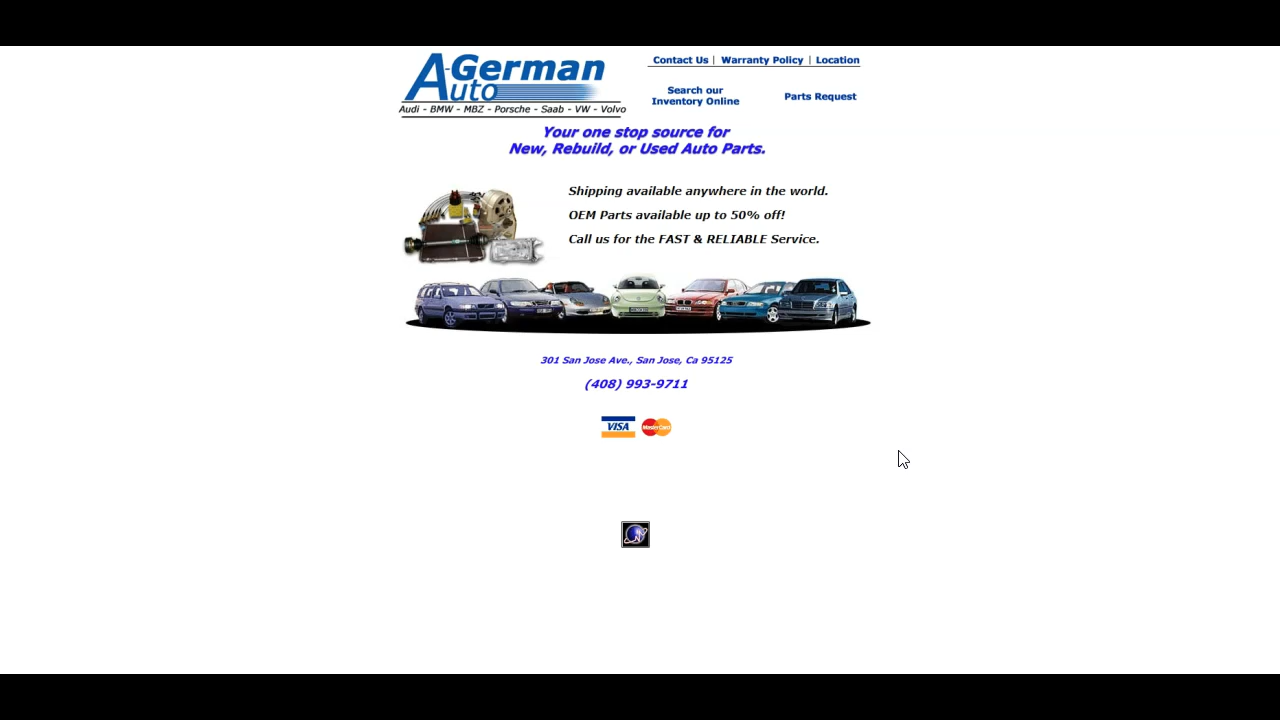 A-German
Auto
Audi - BMW - MBZ - Porsche - Saab - VW - Volvo
Contact Us | Warranty Policy | Location
Search our
Inventory Online
Parts Request
Your one stop source for
New, Rebuild, or Used Auto Parts.
Shipping available anywhere in the world.
OEM Parts available up to 50% off!
Call us for the FAST & RELIABLE Service.
301 San Jose Ave., San Jose, Ca 95125
(408) 993-9711
VISA
MasterCard